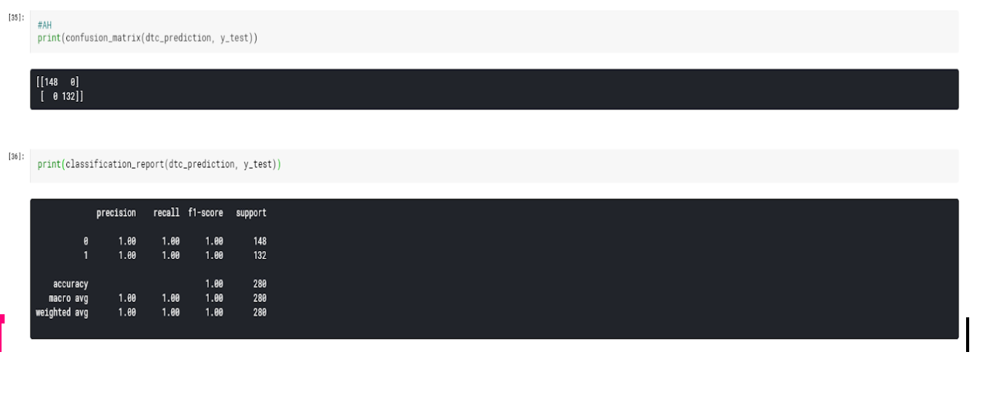 [35]:
#AH
print(confusion_matrix(dtc_prediction, y_test))
[[148   0]
 [  0 132]]
[36]:
print(classification_report(dtc_prediction, y_test))
              precision    recall  f1-score   support
           0       1.00      1.00      1.00       148
           1       1.00      1.00      1.00       132
    accuracy                           1.00       280
   macro avg       1.00      1.00      1.00       280
weighted avg       1.00      1.00      1.00       280